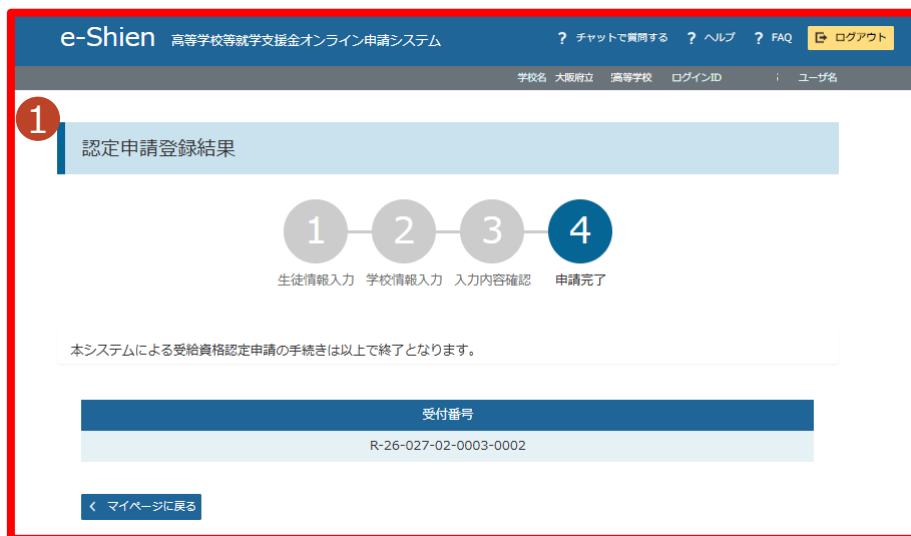 e-Shien 高等学校等就学支援金オンライン申請システム ? チャットで質問する ? ヘルプ ? FAQ ログアウト
学校名 大阪府立 高等学校 ログインID ユーザ名
1
認定申請登録結果
1 2 3 4
生徒情報入力 学校情報入力 入力内容確認 申請完了
本システムによる受給資格認定申請の手続きは以上で終了となります。
受付番号
R-26-027-02-0003-0002
マイページに戻る